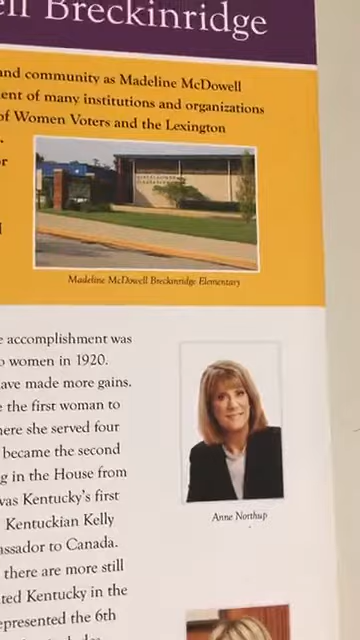 ell Breckinridge
and community as Madeline McDowell
ent of many institutions and organizations
of Women Voters and the Lexington
or
Madeline McDowell Breckinridge Elementary
e accomplishment was
o women in 1920.
ave made more gains.
e the first woman to
here she served four
became the second
g in the House from
was Kentucky's first
Kentuckian Kelly
assador to Canada.
there are more still
ted Kentucky in the
epresented the 6th
Anne Northup